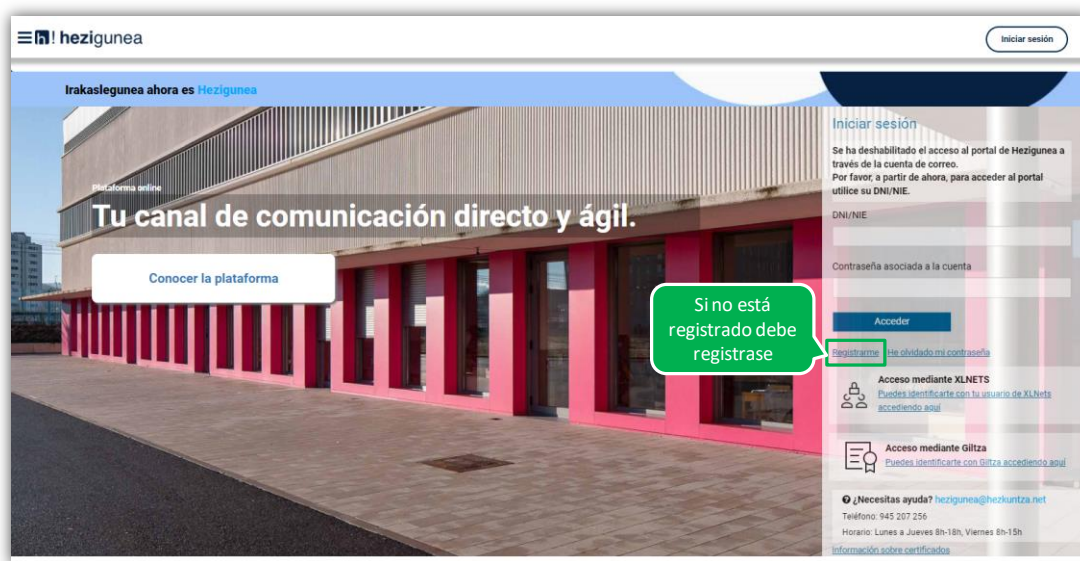 h! hezigunea
Iniciar sesión
Irakaslegunea ahora es Hezigunea
Plataforma online
Tu canal de comunicación directo y ágil.
Conocer la plataforma
Iniciar sesión
Se ha deshabilitado el acceso al portal de Hezigunea a
través de la cuenta de correo.
Por favor, a partir de ahora, para acceder al portal
utilice su DNI/NIE.
DNI/NIE
Contraseña asociada a la cuenta
Acceder
Si no está
registrado debe
registrase
Registrarme He olvidado mi contraseña
Acceso mediante XLNETS
Puedes identificarte con tu usuario de XLNets
accediendo aquí
Acceso mediante Giltza
Puedes identificarte con Giltza accediendo aquí
¿Necesitas ayuda? hezigunea@hezkuntza.net
Teléfono: 945 207 256
Horario: Lunes a Jueves 8h-18h, Viernes 8h-15h
Información sobre certificados